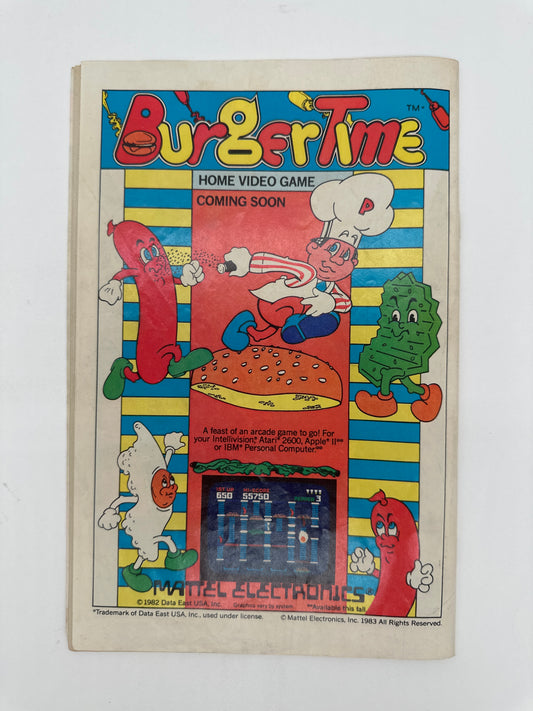 BurgerTime
TM*
HOME VIDEO GAME
COMING SOON
P
A feast of an arcade game to go! For
your Intellivision®, Atari® 2600, Apple® II**
or IBM® Personal Computer.**
1ST UP HI-SCORE
650 55750
3
MATTEL ELECTRONICS®
©1982 Data East USA, Inc. Graphics vary by system. **Available this fall.
*Trademark of Data East USA, Inc., used under license. © Mattel Electronics, Inc. 1983 All Rights Reserved.